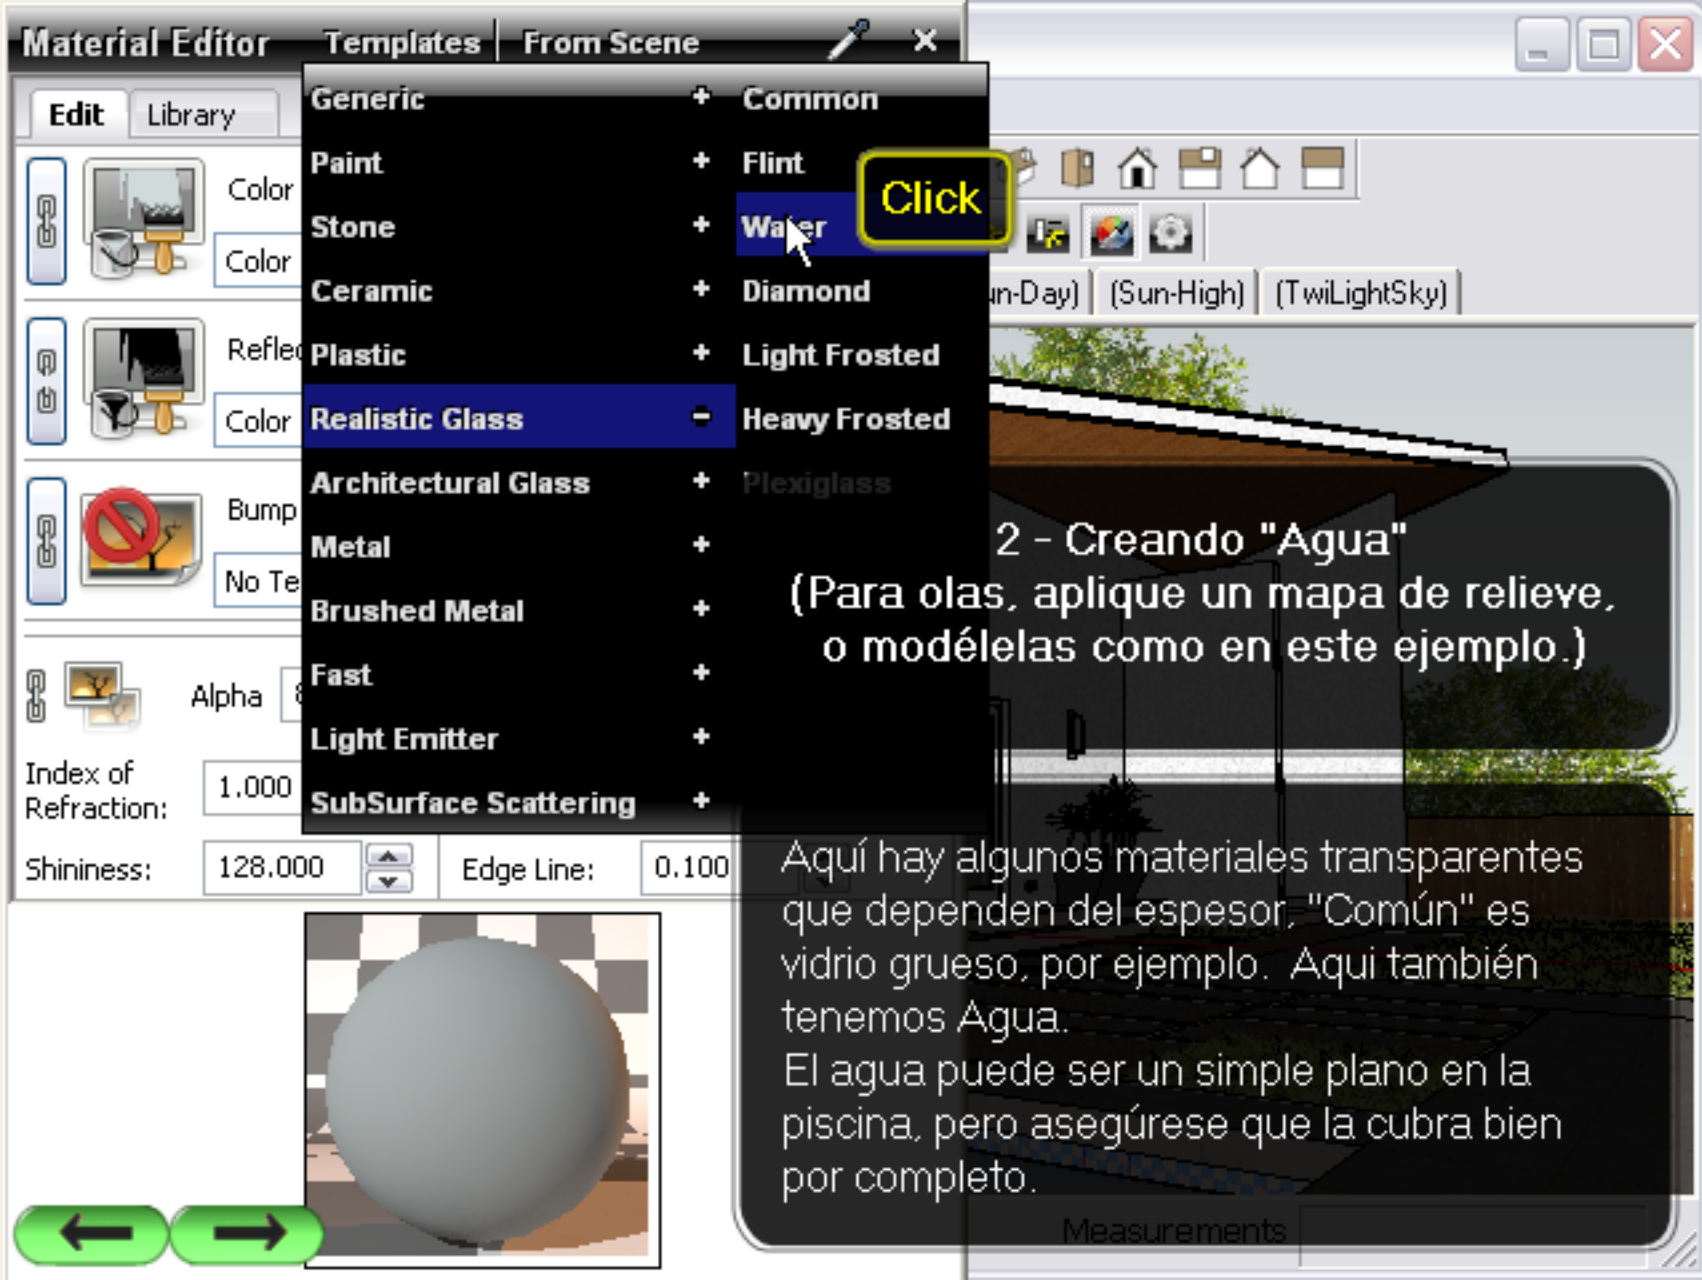 Material Editor
Templates
From Scene
Edit
Library
Generic + Common
Paint + Flint
Stone + Water
Click
Ceramic + Diamond
Plastic + Light Frosted
Realistic Glass - Heavy Frosted
Architectural Glass + Plexiglass
Metal +
Brushed Metal +
Fast +
Light Emitter +
SubSurface Scattering +
Color
Color
Color
Bump
Alpha
Index of
Refraction:
1.000
Shininess:
128.000
Edge Line:
0.100
(Sun-High)
(TwiLightSky)
2 - Creando "Agua"
(Para olas, aplique un mapa de relieve,
o modélelas como en este ejemplo.)
Aquí hay algunos materiales transparentes
que dependen del espesor, "Común" es
vidrio grueso, por ejemplo. Aqui también
tenemos Agua.
El agua puede ser un simple plano en la
piscina, pero asegúrese que la cubra bien
por completo.
Measurements